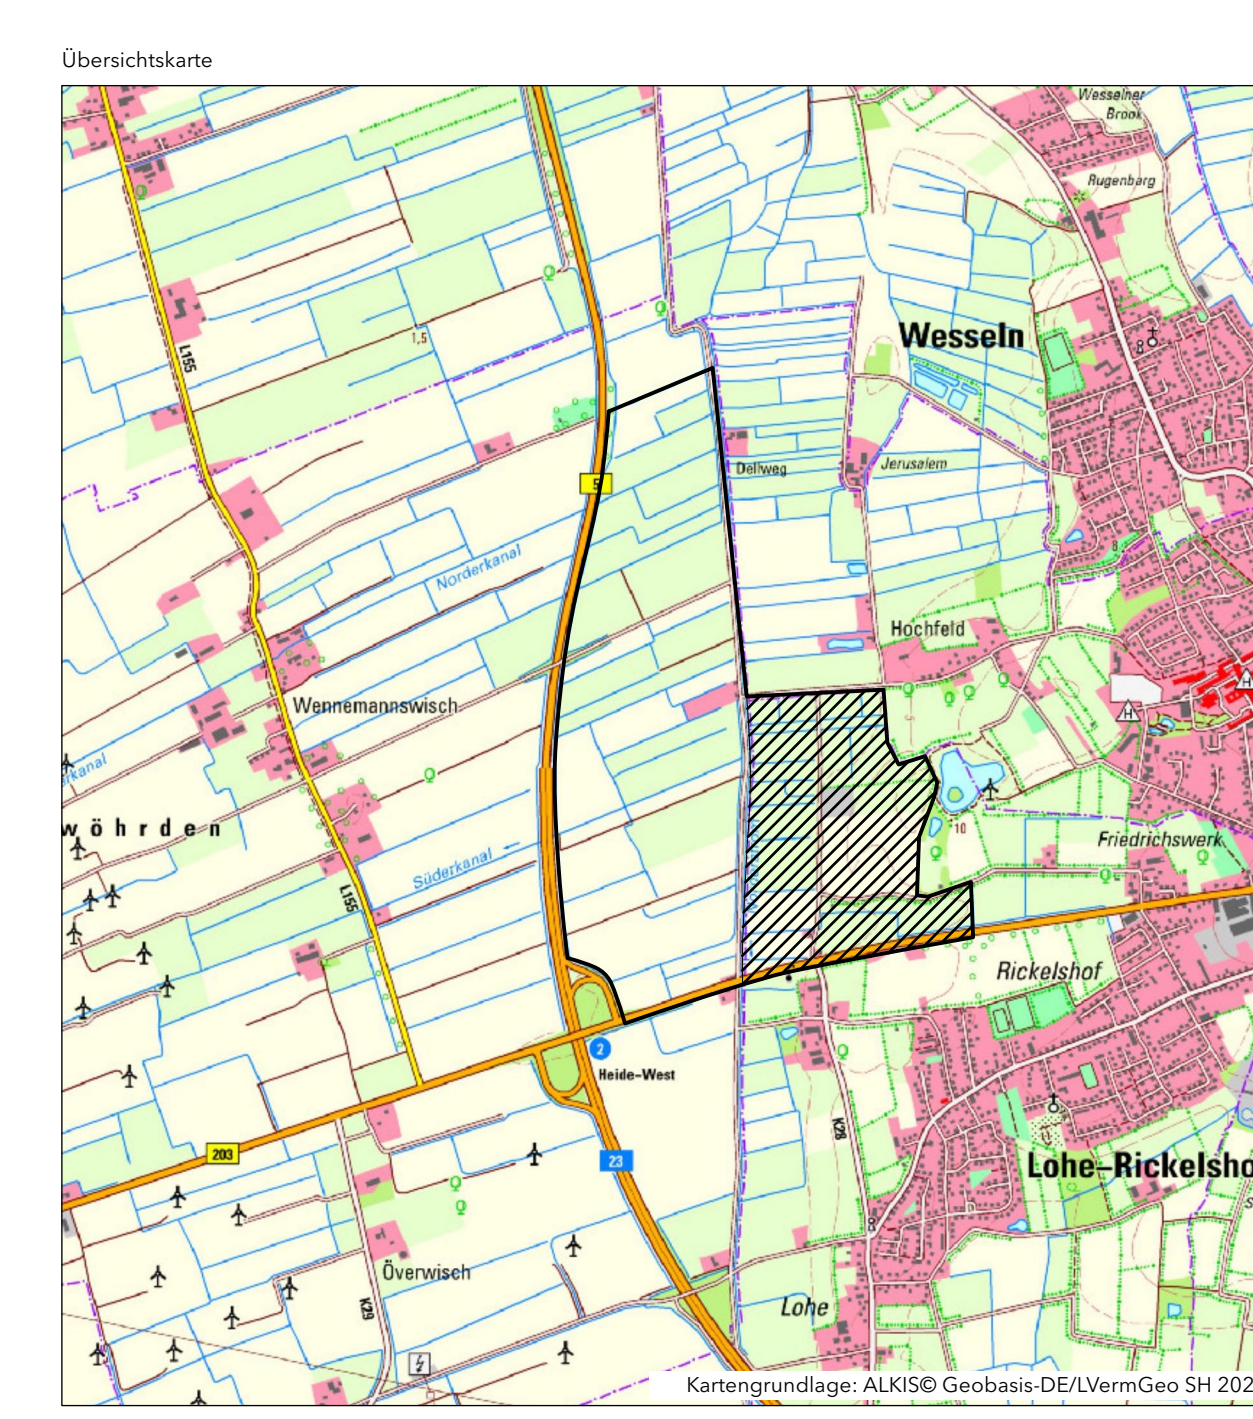 Übersichtskarte
Wesselner
Brook
Rugenbarg
Wesseln
L155
1,5
5
Dellweg
Jerusalem
Norderkanal
8
Hochfeld
Wennemannswisch
H
H
rkanal
wöhrden
10
Friedrichswerk
Süderkanal
L155
Rickelshof
2
Heide-West
K28
203
23
Lohe-Rickelsho
S
Överwisch
Lohe
K29
Kartengrundlage: ALKIS© Geobasis-DE/LVermGeo SH 202